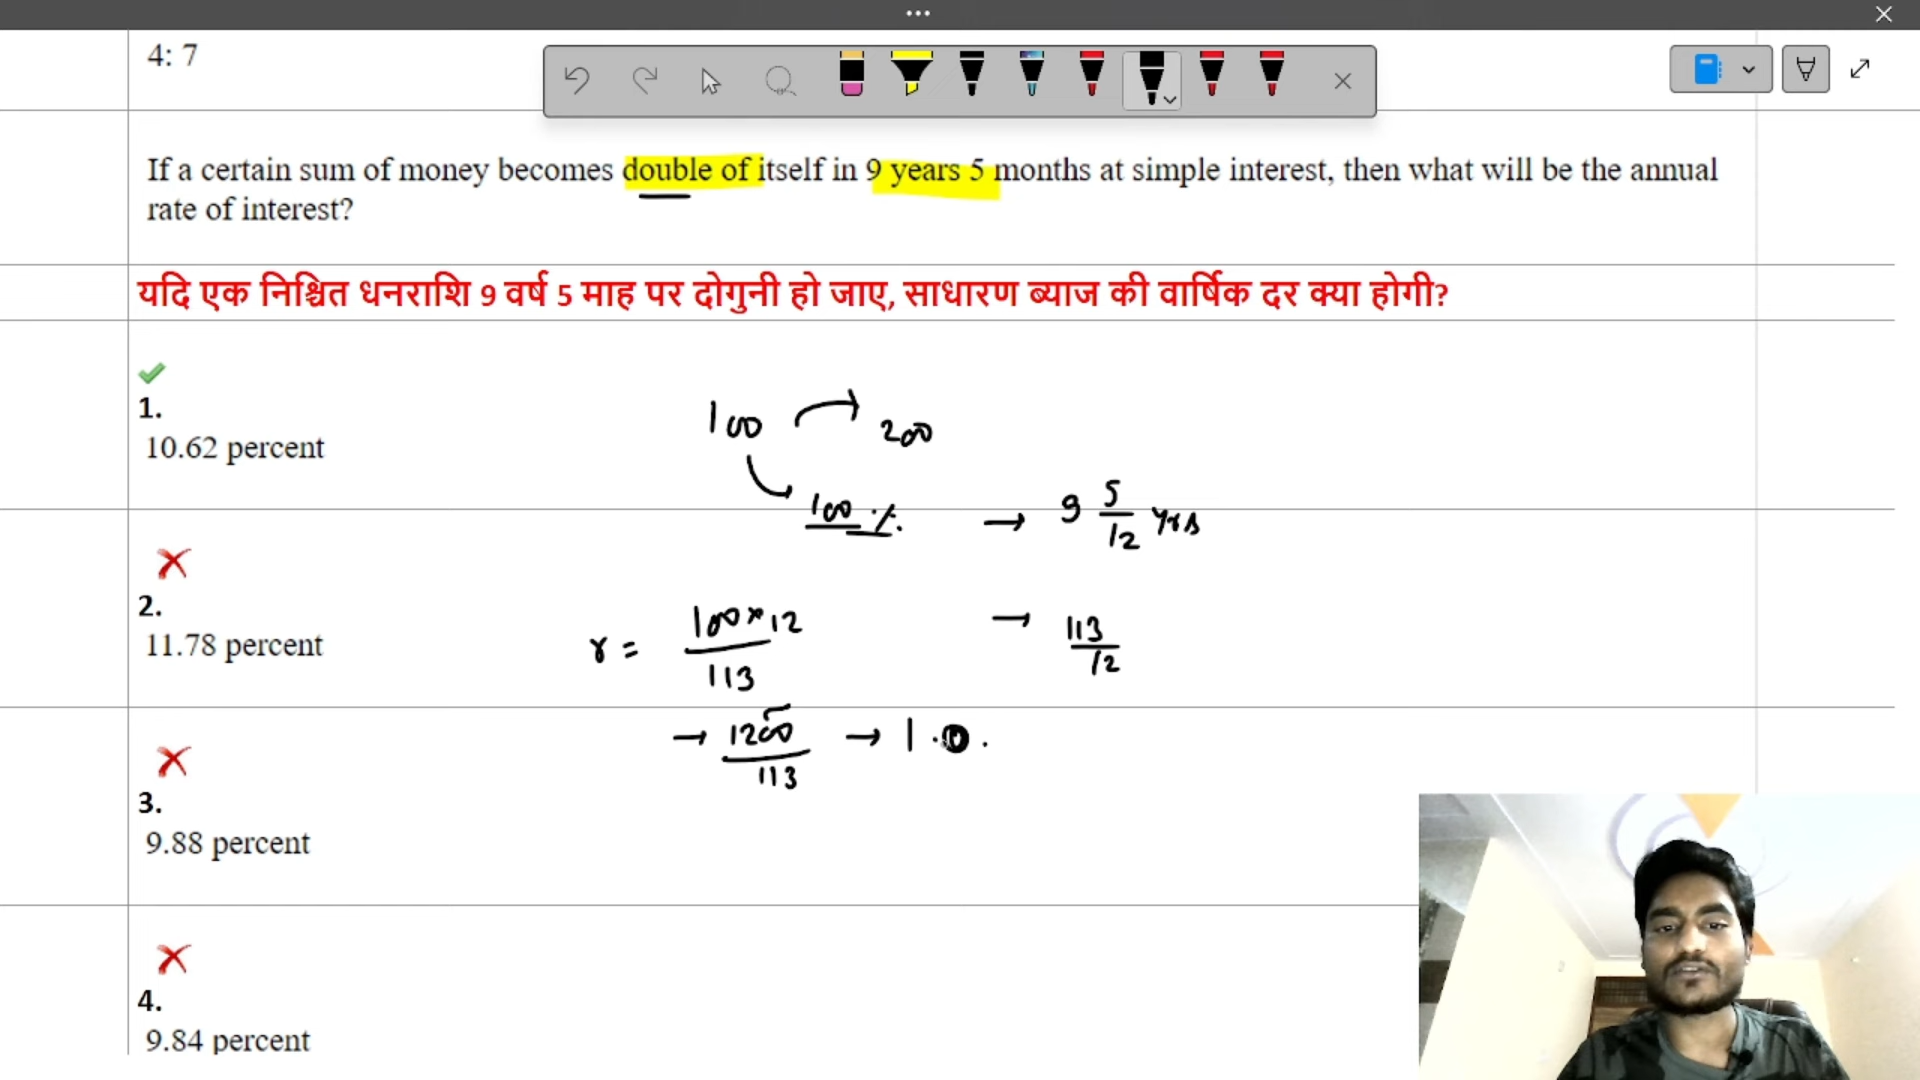 4: 7
If a certain sum of money becomes double of itself in 9 years 5 months at simple interest, then what will be the annual
rate of interest?
यदि एक निश्चित धनराशि 9 वर्ष 5 माह पर दोगुनी हो जाए, साधारण ब्याज की वार्षिक दर क्या होगी?
1.
10.62 percent
2.
11.78 percent
3.
9.88 percent
4.
9.84 percent
100 → 200
100 % → 9 5/12 yrs
→ 113/12
r = 100×12/113
→ 1200/113 → 1.0.